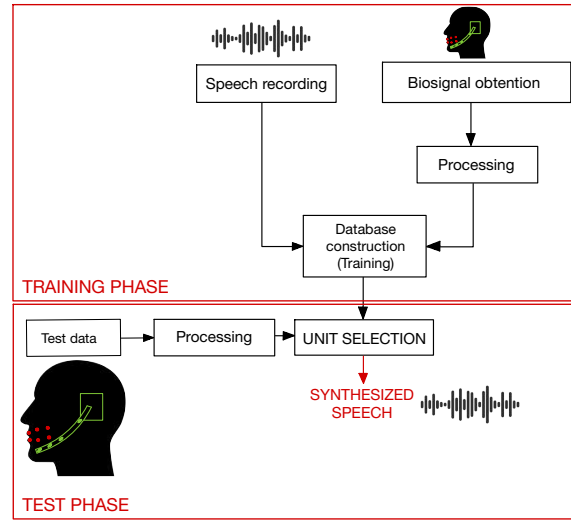 Speech recording
Biosignal obtention
Processing
Database
construction
(Training)
TRAINING PHASE
Test data
Processing
UNIT SELECTION
SYNTHESIZED
SPEECH
TEST PHASE